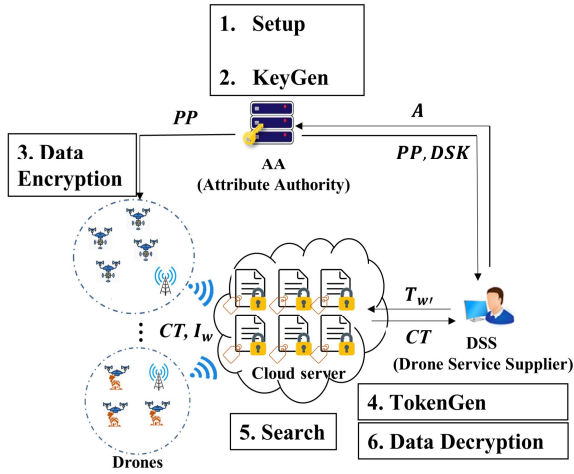 1. Setup
2. KeyGen
PP
A
3. Data
Encryption
AA
(Attribute Authority)
PP, DSK
CT, I_w
T_w'
CT
Cloud server
DSS
(Drone Service Supplier)
4. TokenGen
5. Search
6. Data Decryption
Drones